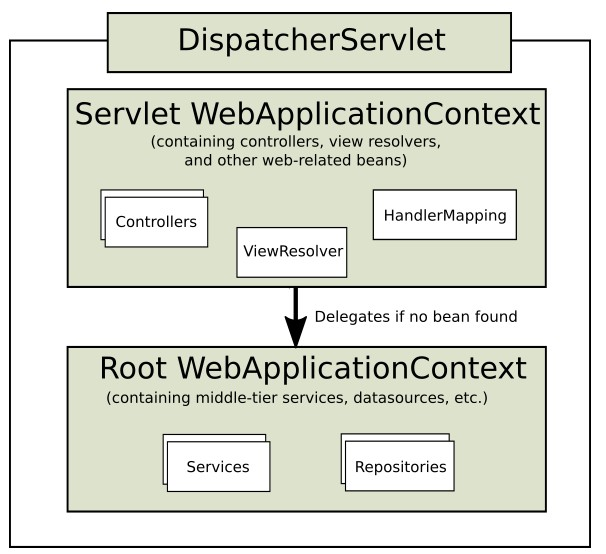 DispatcherServlet
Servlet WebApplicationContext
(containing controllers, view resolvers,
and other web-related beans)
Controllers
HandlerMapping
ViewResolver
Delegates if no bean found
Root WebApplicationContext
(containing middle-tier services, datasources, etc.)
Services
Repositories